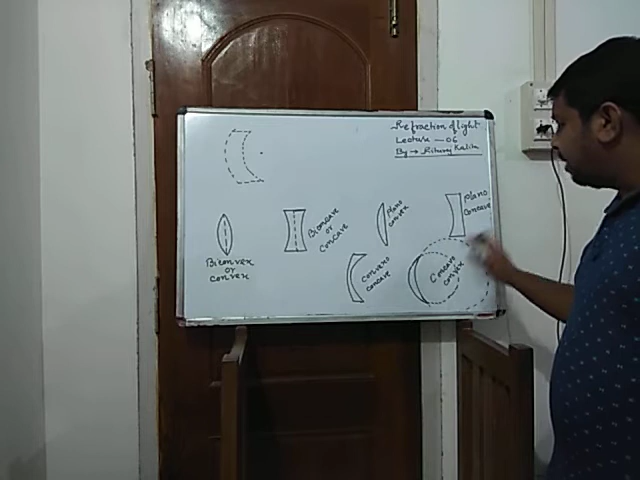 Refraction of light
Lecture — 06
By → Rituraj Kalita
Biconvex
or
convex
Biconcave
or
concave
Plano
convex
Plano
concave
Convexo
concave
Concavo
convex